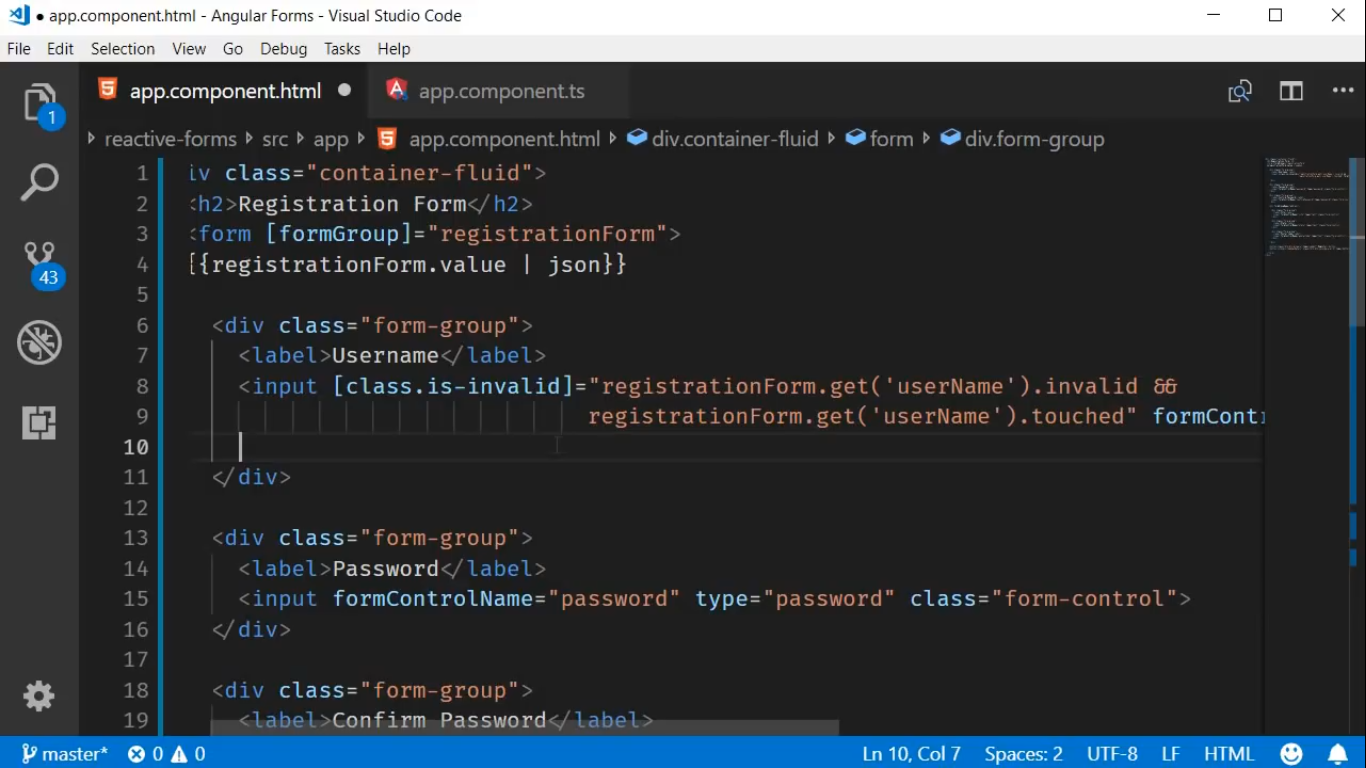 app.component.html - Angular Forms - Visual Studio Code
File Edit Selection View Go Debug Tasks Help
app.component.html app.component.ts
1
reactive-forms src app app.component.html div.container-fluid form div.form-group
1 iv class="container-fluid">
2 <h2>Registration Form</h2>
3 <form [formGroup]="registrationForm">
4 {{registrationForm.value | json}}
43
5
6 <div class="form-group">
7 <label>Username</label>
8 <input [class.is-invalid]="registrationForm.get('userName').invalid &&
9 registrationForm.get('userName').touched" formContr
10
11 </div>
12
13 <div class="form-group">
14 <label>Password</label>
15 <input formControlName="password" type="password" class="form-control">
16 </div>
17
18 <div class="form-group">
19 <label>Confirm Password</label>
master* 0 0 Ln 10, Col 7 Spaces: 2 UTF-8 LF HTML